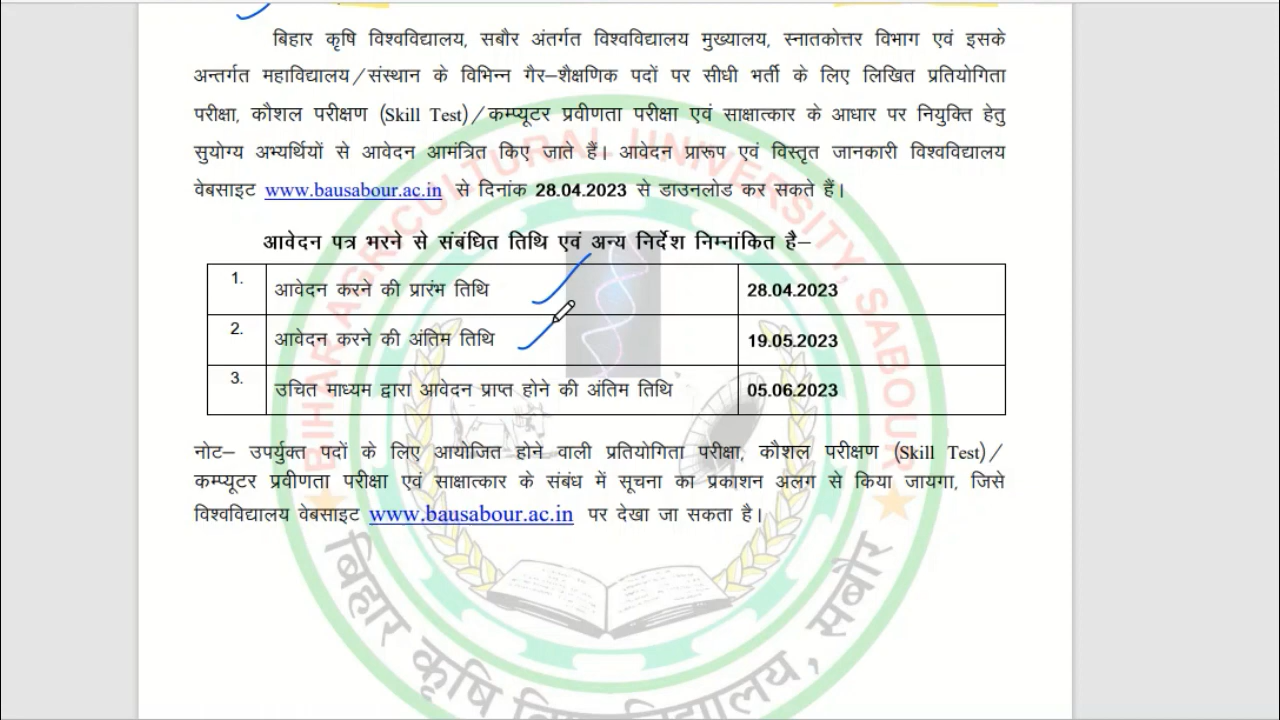 बिहार कृषि विश्वविद्यालय, सबौर अंतर्गत विश्वविद्यालय मुख्यालय, स्नातकोत्तर विभाग एवं इसके
अन्तर्गत महाविद्यालय/संस्थान के विभिन्न गैर–शैक्षणिक पदों पर सीधी भर्ती के लिए लिखित प्रतियोगिता
परीक्षा, कौशल परीक्षण (Skill Test)/कम्प्यूटर प्रवीणता परीक्षा एवं साक्षात्कार के आधार पर नियुक्ति हेतु
सुयोग्य अभ्यर्थियों से आवेदन आमंत्रित किए जाते हैं। आवेदन प्रारूप एवं विस्तृत जानकारी विश्वविद्यालय
वेबसाइट www.bausabour.ac.in से दिनांक 28.04.2023 से डाउनलोड कर सकते हैं।
आवेदन पत्र भरने से संबंधित तिथि एवं अन्य निर्देश निम्नांकित है–
1. आवेदन करने की प्रारंभ तिथि 28.04.2023
2. आवेदन करने की अंतिम तिथि 19.05.2023
3. उचित माध्यम द्वारा आवेदन प्राप्त होने की अंतिम तिथि 05.06.2023
नोट– उपर्युक्त पदों के लिए आयोजित होने वाली प्रतियोगिता परीक्षा, कौशल परीक्षण (Skill Test)/
कम्प्यूटर प्रवीणता परीक्षा एवं साक्षात्कार के संबंध में सूचना का प्रकाशन अलग से किया जायगा, जिसे
विश्वविद्यालय वेबसाइट www.bausabour.ac.in पर देखा जा सकता है।
BIHAR AGRICULTURAL UNIVERSITY, SABOUR
बिहार कृषि विश्वविद्यालय, सबौर